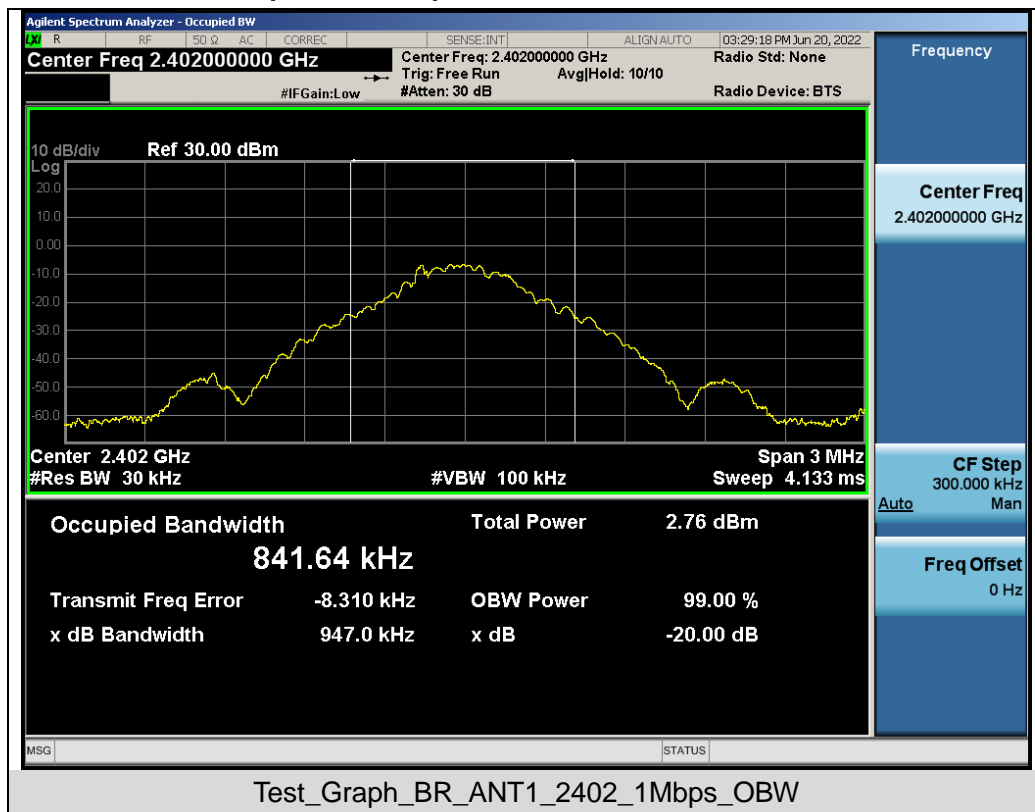 Agilent Spectrum Analyzer - Occupied BW
LXI R RF 50 Ω AC CORREC SENSE:INT ALIGN AUTO 03:29:18 PM Jun 20, 2022
Center Freq 2.402000000 GHz
Center Freq: 2.402000000 GHz
Radio Std: None
Trig: Free Run Avg|Hold: 10/10
#IFGain:Low #Atten: 30 dB Radio Device: BTS
Frequency
10 dB/div Ref 30.00 dBm
Log
20.0
10.0
0.00
-10.0
-20.0
-30.0
-40.0
-50.0
-60.0
Center 2.402 GHz Span 3 MHz
#Res BW 30 kHz #VBW 100 kHz Sweep 4.133 ms
Center Freq
2.402000000 GHz
CF Step
300.000 kHz
Auto Man
Freq Offset
0 Hz
Occupied Bandwidth Total Power 2.76 dBm
841.64 kHz
Transmit Freq Error -8.310 kHz OBW Power 99.00 %
x dB Bandwidth 947.0 kHz x dB -20.00 dB
MSG STATUS
Test_Graph_BR_ANT1_2402_1Mbps_OBW